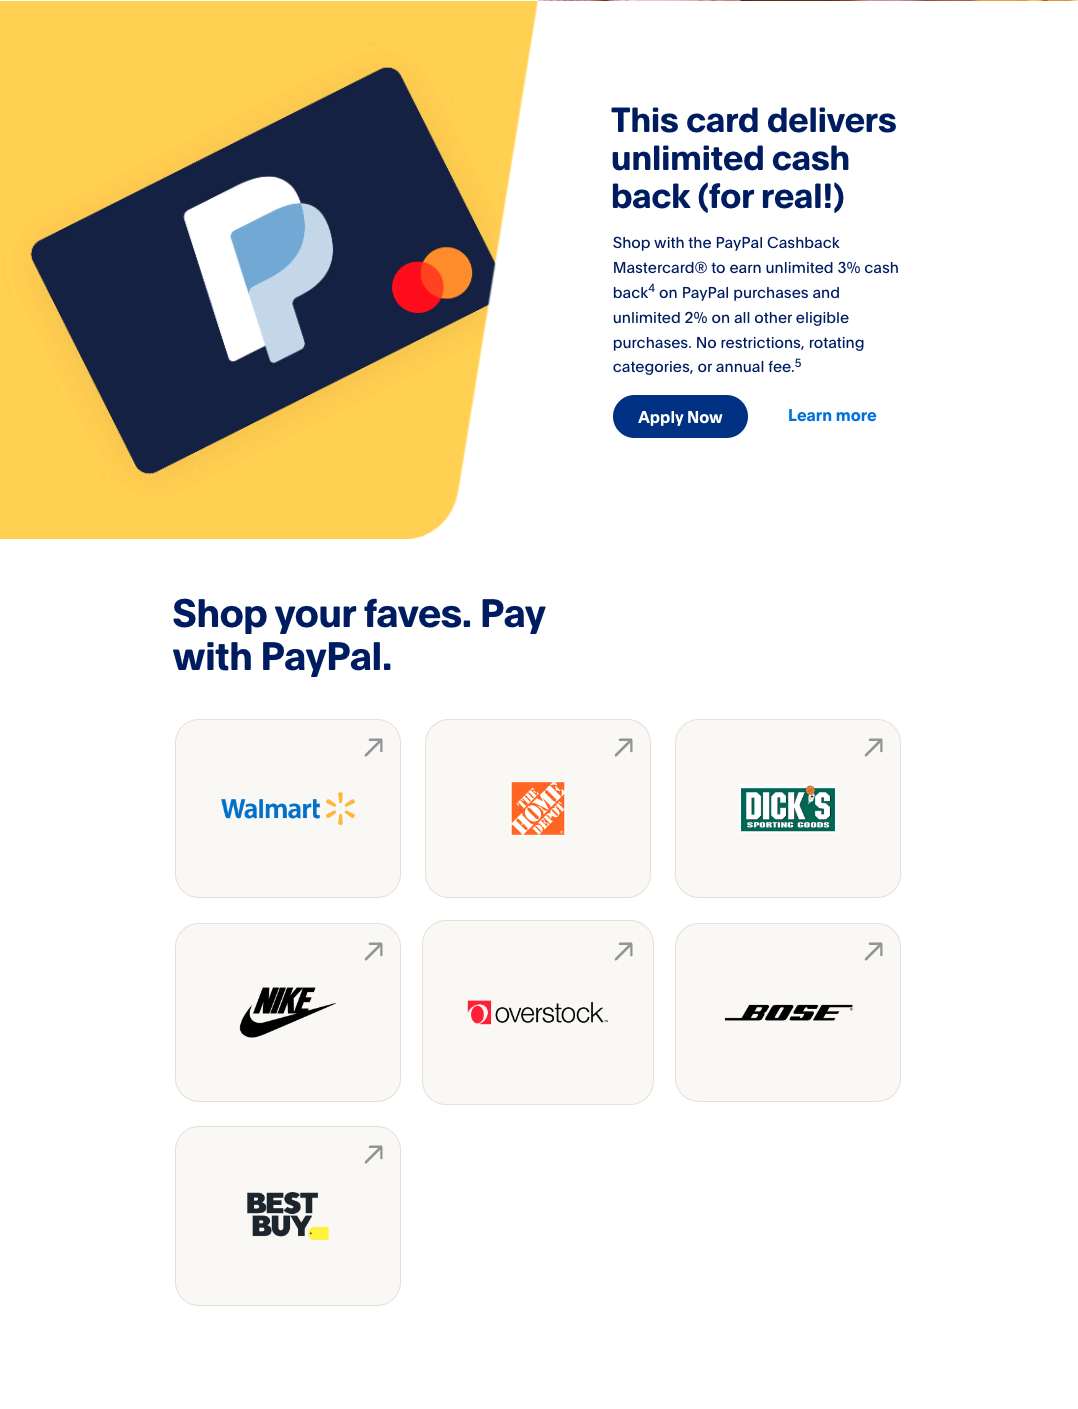 This card delivers
unlimited cash
back (for real!)
Shop with the PayPal Cashback
Mastercard® to earn unlimited 3% cash
back4 on PayPal purchases and
unlimited 2% on all other eligible
purchases. No restrictions, rotating
categories, or annual fee.5
Apply Now
Learn more
Shop your faves. Pay
with PayPal.
Walmart
THE
HOME
DEPOT
DICK'S
SPORTING GOODS
NIKE
overstock™
BOSE®
BEST
BUY